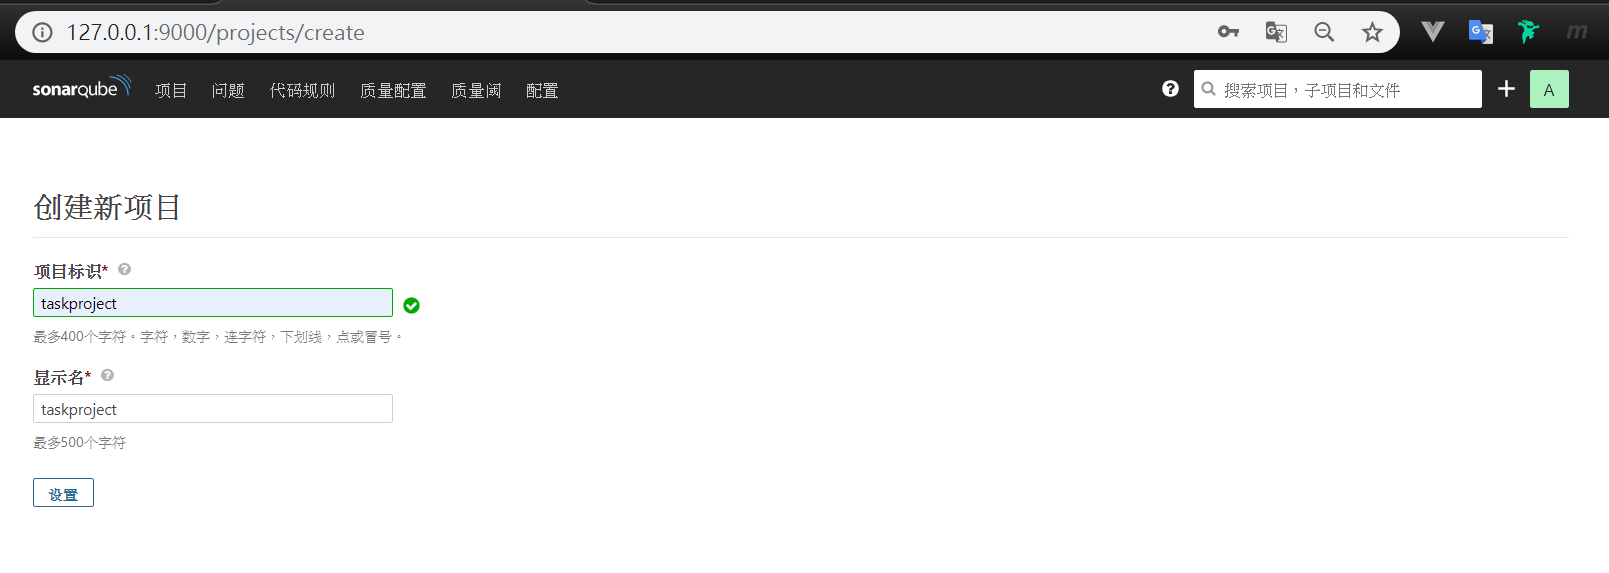 127.0.0.1:9000/projects/create
sonarqube 项目 问题 代码规则 质量配置 质量阈 配置 搜索项目，子项目和文件 A
创建新项目
项目标识*
taskproject
最多400个字符。字符，数字，连字符，下划线，点或冒号。
显示名*
taskproject
最多500个字符
设置